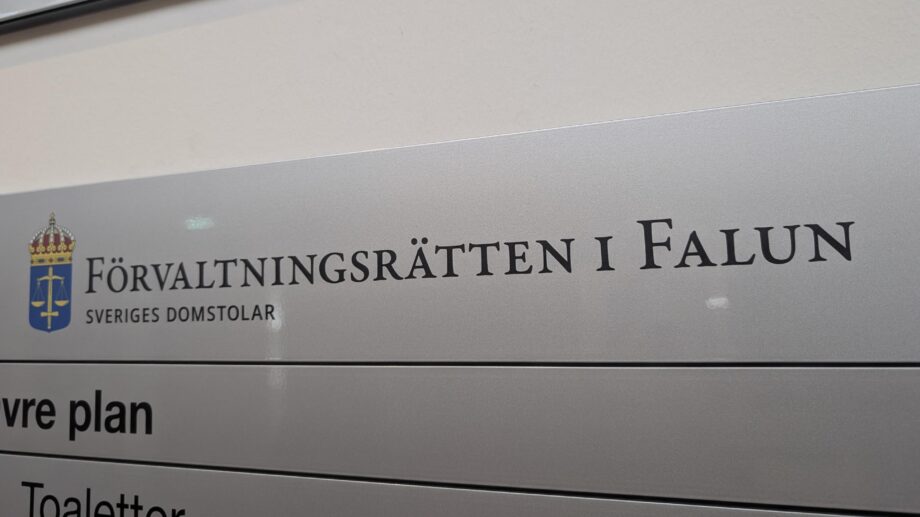 FÖRVALTNINGSRÄTTEN I FALUN
SVERIGES DOMSTOLAR
vre plan
Toaletter